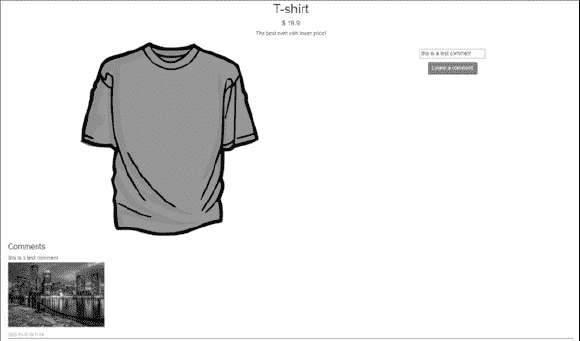 T-shirt
$ 19.9
The best ever with lower price!
this is a test comment
Leave a comment
Comments
this is a test comment